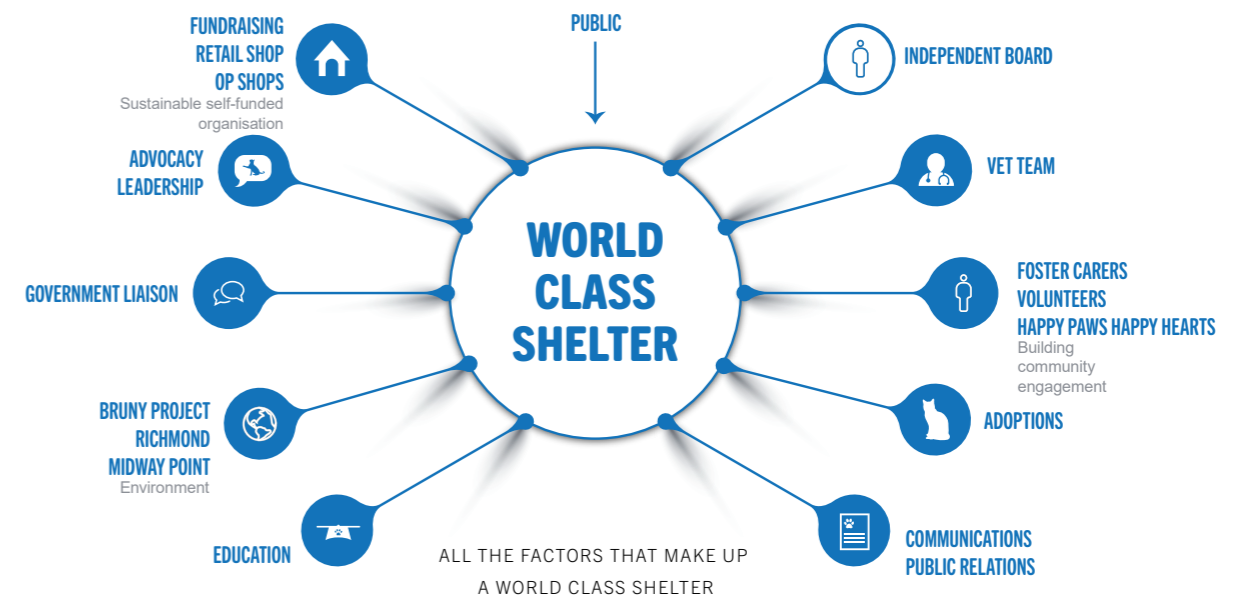 PUBLIC
FUNDRAISING
RETAIL SHOP
OP SHOPS
Sustainable self-funded
organisation
ADVOCACY
LEADERSHIP
GOVERNMENT LIAISON
BRUNY PROJECT
RICHMOND
MIDWAY POINT
Environment
EDUCATION
WORLD
CLASS
SHELTER
INDEPENDENT BOARD
VET TEAM
FOSTER CARERS
VOLUNTEERS
HAPPY PAWS HAPPY HEARTS
Building
community
engagement
ADOPTIONS
COMMUNICATIONS
PUBLIC RELATIONS
ALL THE FACTORS THAT MAKE UP
A WORLD CLASS SHELTER